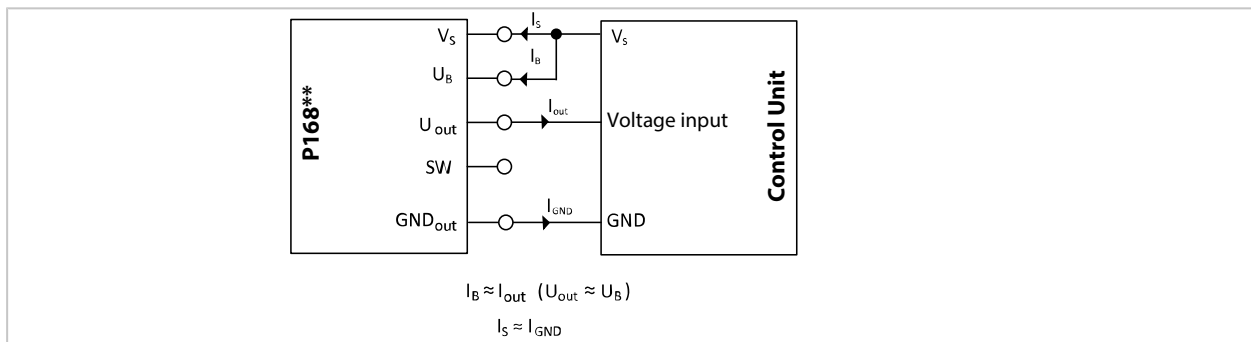 I_S
V_S
V_S
I_B
U_B
I_out
U_out
Voltage input
SW
I_GND
GND_out
GND
P168**
Control Unit
I_B ≈ I_out (U_out ≈ U_B)
I_S ≈ I_GND